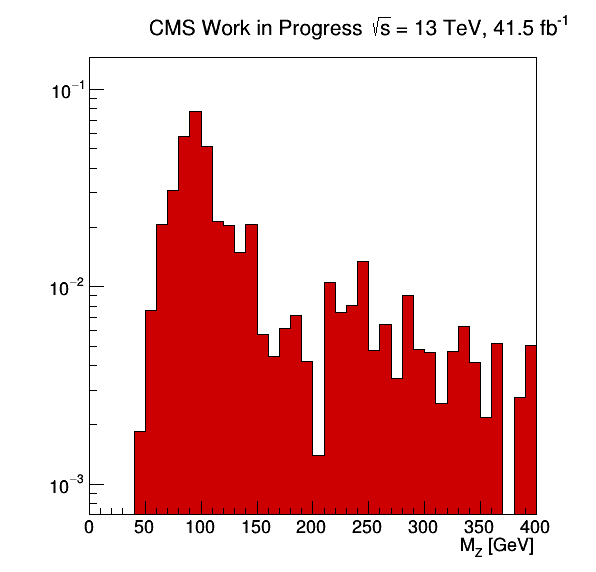 CMS Work in Progress √s = 13 TeV, 41.5 fb⁻¹
10⁻¹
10⁻²
10⁻³
0 50 100 150 200 250 300 350 400
M_Z [GeV]